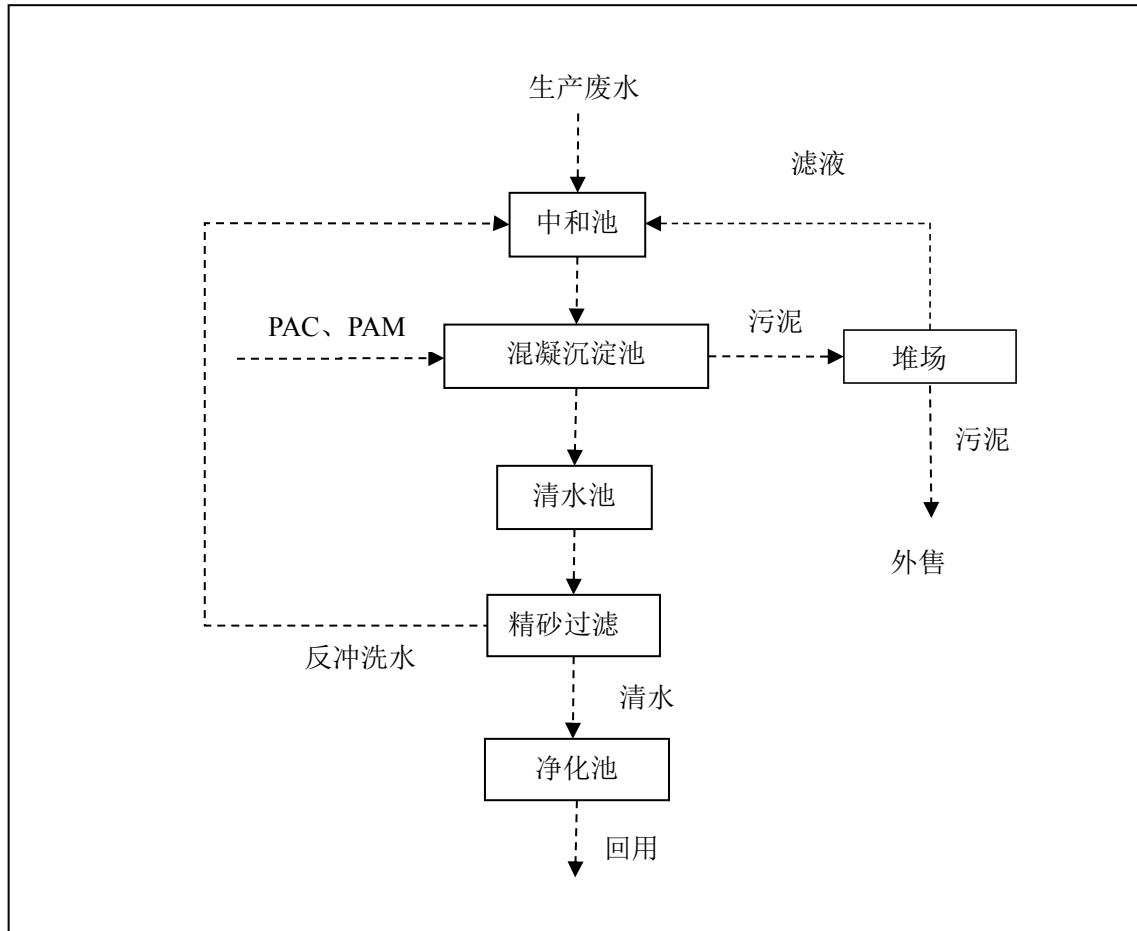 生产废水
滤液
中和池
PAC、PAM
污泥
混凝沉淀池
堆场
污泥
清水池
外售
精砂过滤
反冲洗水
清水
净化池
回用